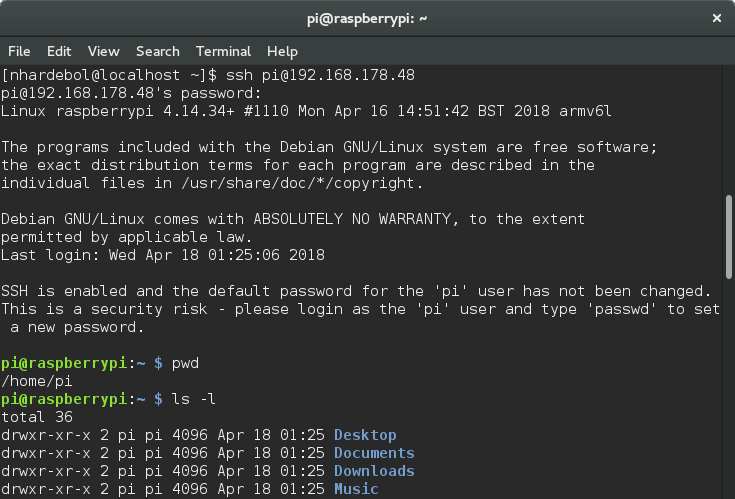 pi@raspberrypi: ~ ×
File Edit View Search Terminal Help
[nhardebol@localhost ~]$ ssh pi@192.168.178.48
pi@192.168.178.48's password:
Linux raspberrypi 4.14.34+ #1110 Mon Apr 16 14:51:42 BST 2018 armv6l
The programs included with the Debian GNU/Linux system are free software;
the exact distribution terms for each program are described in the
individual files in /usr/share/doc/*/copyright.
Debian GNU/Linux comes with ABSOLUTELY NO WARRANTY, to the extent
permitted by applicable law.
Last login: Wed Apr 18 01:25:06 2018
SSH is enabled and the default password for the 'pi' user has not been changed.
This is a security risk - please login as the 'pi' user and type 'passwd' to set
 a new password.
pi@raspberrypi:~ $ pwd
/home/pi
pi@raspberrypi:~ $ ls -l
total 36
drwxr-xr-x 2 pi pi 4096 Apr 18 01:25 Desktop
drwxr-xr-x 2 pi pi 4096 Apr 18 01:25 Documents
drwxr-xr-x 2 pi pi 4096 Apr 18 01:25 Downloads
drwxr-xr-x 2 pi pi 4096 Apr 18 01:25 Music